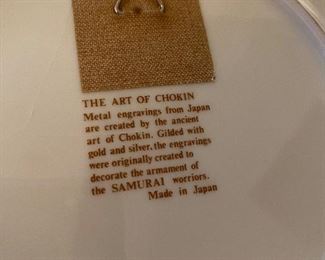 THE ART OF CHOKIN
Metal engravings from Japan
are created by the ancient
art of Chokin. Gilded with
gold and silver, the engravings
were originally created to
decorate the armament of
the SAMURAI worriors.
Made in Japan